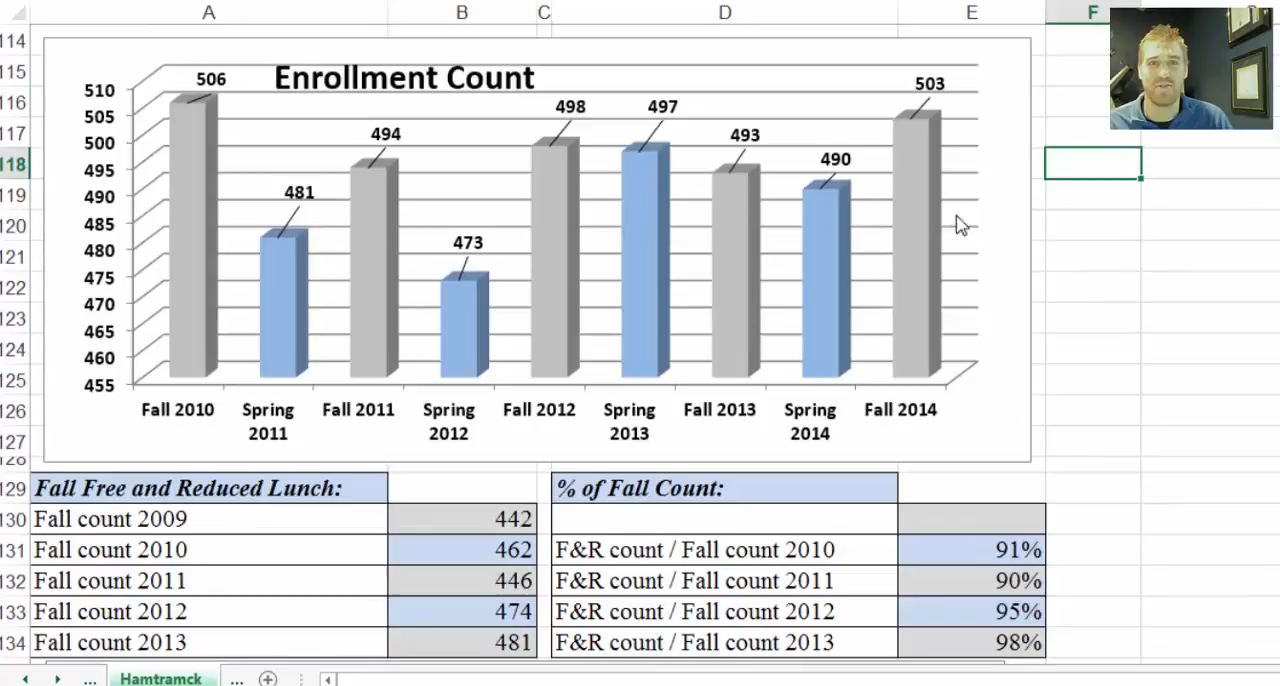 A B C D E F
114
115
116
117
118
119
120
121
122
123
124
125
126
127
128
129
130
131
132
133
134
Enrollment Count
510
505
500
495
490
485
480
475
470
465
460
455
506
481
494
473
498
497
493
490
503
Fall 2010
Spring
2011
Fall 2011
Spring
2012
Fall 2012
Spring
2013
Fall 2013
Spring
2014
Fall 2014
Fall Free and Reduced Lunch: % of Fall Count:
Fall count 2009 442
Fall count 2010 462 F&R count / Fall count 2010 91%
Fall count 2011 446 F&R count / Fall count 2011 90%
Fall count 2012 474 F&R count / Fall count 2012 95%
Fall count 2013 481 F&R count / Fall count 2013 98%
... Hamtramck ...